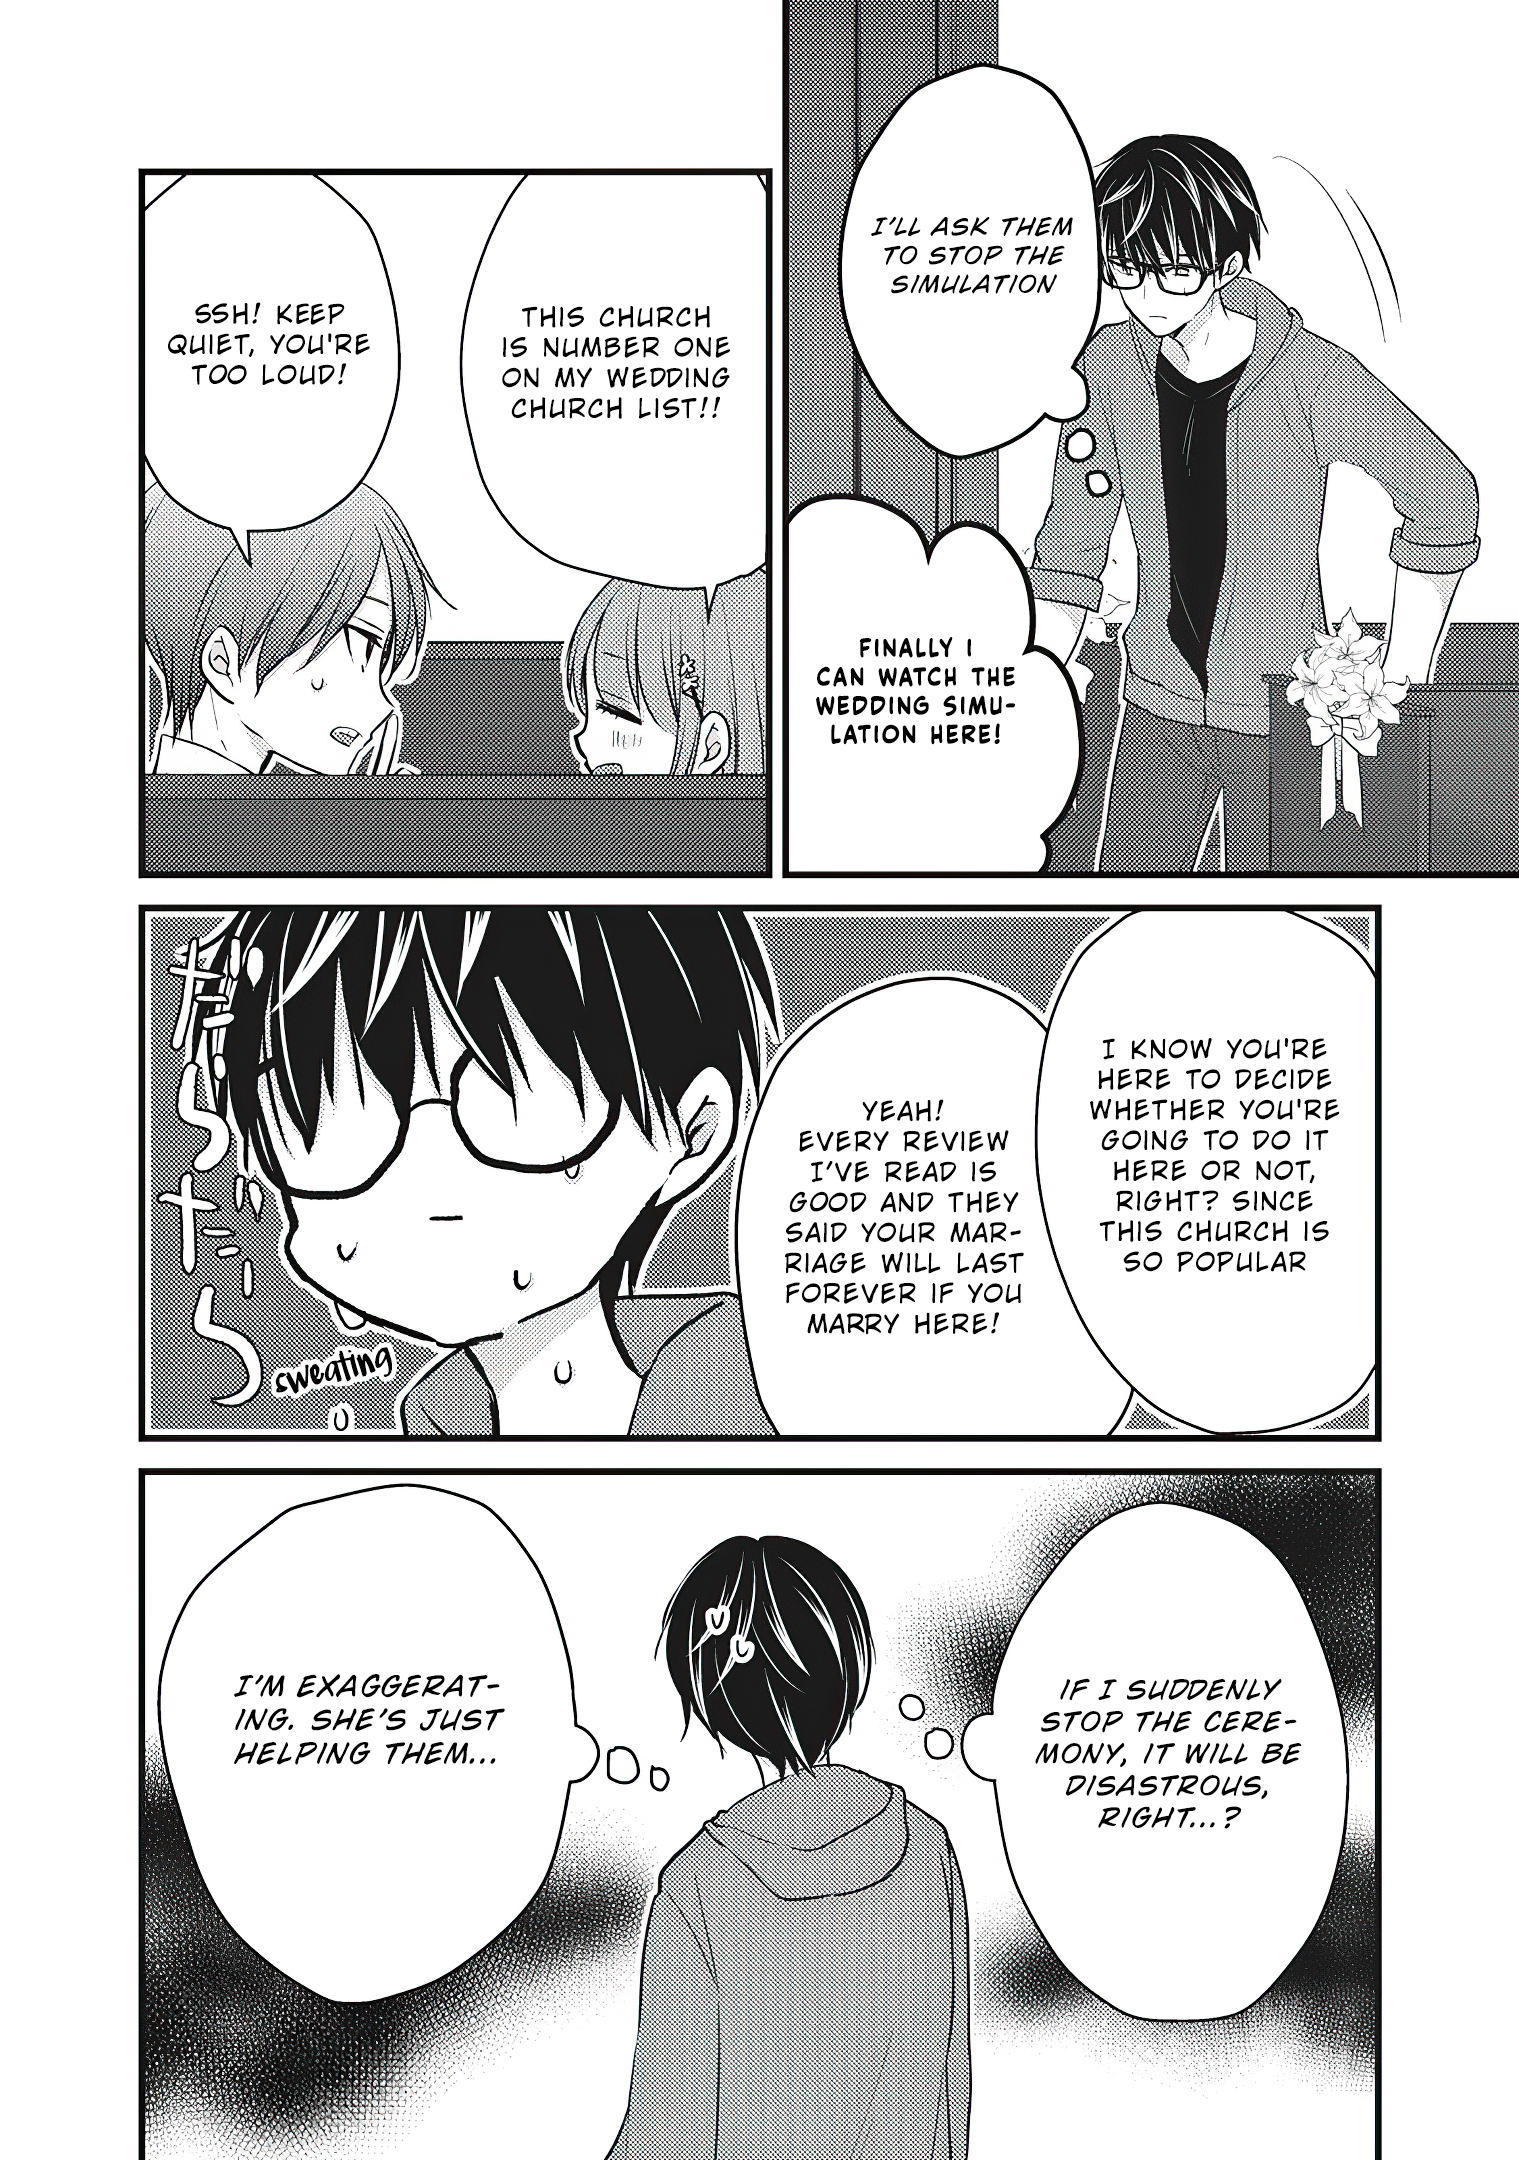 I'LL ASK THEM
TO STOP THE
SIMULATION
FINALLY I
CAN WATCH THE
WEDDING SIMU-
LATION HERE!
THIS CHURCH
IS NUMBER ONE
ON MY WEDDING
CHURCH LIST!!
SSH! KEEP
QUIET, YOU'RE
TOO LOUD!
I KNOW YOU'RE
HERE TO DECIDE
WHETHER YOU'RE
GOING TO DO IT
HERE OR NOT,
RIGHT? SINCE
THIS CHURCH IS
SO POPULAR
YEAH!
EVERY REVIEW
I'VE READ IS
GOOD AND THEY
SAID YOUR MAR-
RIAGE WILL LAST
FOREVER IF YOU
MARRY HERE!
だらだら
sweating
IF I SUDDENLY
STOP THE CERE-
MONY, IT WILL BE
DISASTROUS,
RIGHT...?
I'M EXAGGERAT-
ING. SHE'S JUST
HELPING THEM...